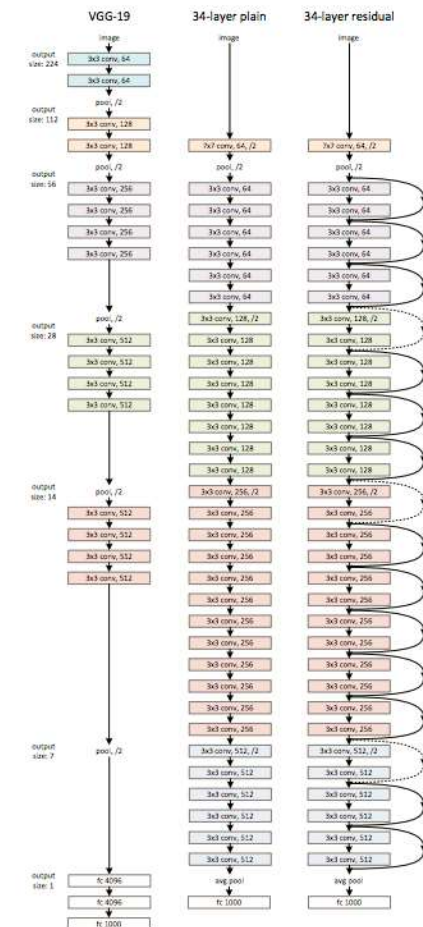 VGG-19
image
output
size: 224
3x3 conv, 64
3x3 conv, 64
pool, /2
output
size: 112
3x3 conv, 128
3x3 conv, 128
pool, /2
output
size: 56
3x3 conv, 256
3x3 conv, 256
3x3 conv, 256
3x3 conv, 256
pool, /2
output
size: 28
3x3 conv, 512
3x3 conv, 512
3x3 conv, 512
3x3 conv, 512
pool, /2
output
size: 14
3x3 conv, 512
3x3 conv, 512
3x3 conv, 512
3x3 conv, 512
output
size: 7
pool, /2
output
size: 1
fc 4096
fc 4096
fc 1000
34-layer plain
image
7x7 conv, 64, /2
pool, /2
3x3 conv, 64
3x3 conv, 64
3x3 conv, 64
3x3 conv, 64
3x3 conv, 64
3x3 conv, 64
3x3 conv, 128, /2
3x3 conv, 128
3x3 conv, 128
3x3 conv, 128
3x3 conv, 128
3x3 conv, 128
3x3 conv, 128
3x3 conv, 128
3x3 conv, 256, /2
3x3 conv, 256
3x3 conv, 256
3x3 conv, 256
3x3 conv, 256
3x3 conv, 256
3x3 conv, 256
3x3 conv, 256
3x3 conv, 256
3x3 conv, 256
3x3 conv, 256
3x3 conv, 256
3x3 conv, 512, /2
3x3 conv, 512
3x3 conv, 512
3x3 conv, 512
3x3 conv, 512
3x3 conv, 512
avg pool
fc 1000
34-layer residual
image
7x7 conv, 64, /2
pool, /2
3x3 conv, 64
3x3 conv, 64
3x3 conv, 64
3x3 conv, 64
3x3 conv, 64
3x3 conv, 64
3x3 conv, 128, /2
3x3 conv, 128
3x3 conv, 128
3x3 conv, 128
3x3 conv, 128
3x3 conv, 128
3x3 conv, 128
3x3 conv, 128
3x3 conv, 256, /2
3x3 conv, 256
3x3 conv, 256
3x3 conv, 256
3x3 conv, 256
3x3 conv, 256
3x3 conv, 256
3x3 conv, 256
3x3 conv, 256
3x3 conv, 256
3x3 conv, 256
3x3 conv, 256
3x3 conv, 512, /2
3x3 conv, 512
3x3 conv, 512
3x3 conv, 512
3x3 conv, 512
3x3 conv, 512
avg pool
fc 1000